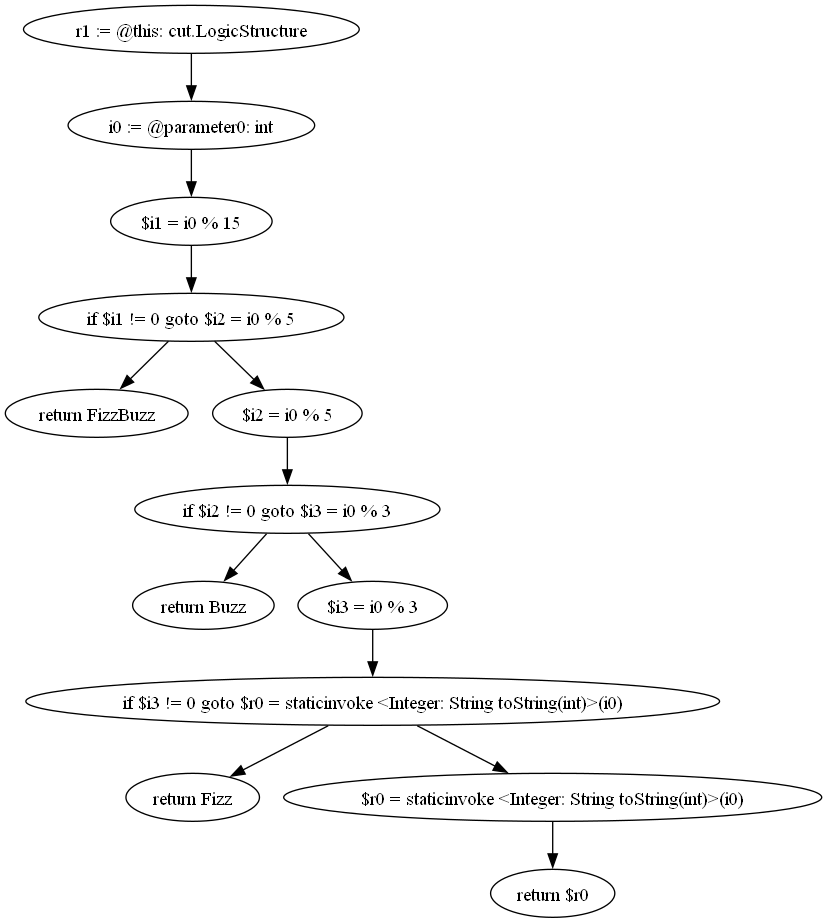 r1 := @this: cut.LogicStructure
i0 := @parameter0: int
$i1 = i0 % 15
if $i1 != 0 goto $i2 = i0 % 5
return FizzBuzz
$i2 = i0 % 5
if $i2 != 0 goto $i3 = i0 % 3
return Buzz
$i3 = i0 % 3
if $i3 != 0 goto $r0 = staticinvoke <Integer: String toString(int)>(i0)
return Fizz
$r0 = staticinvoke <Integer: String toString(int)>(i0)
return $r0